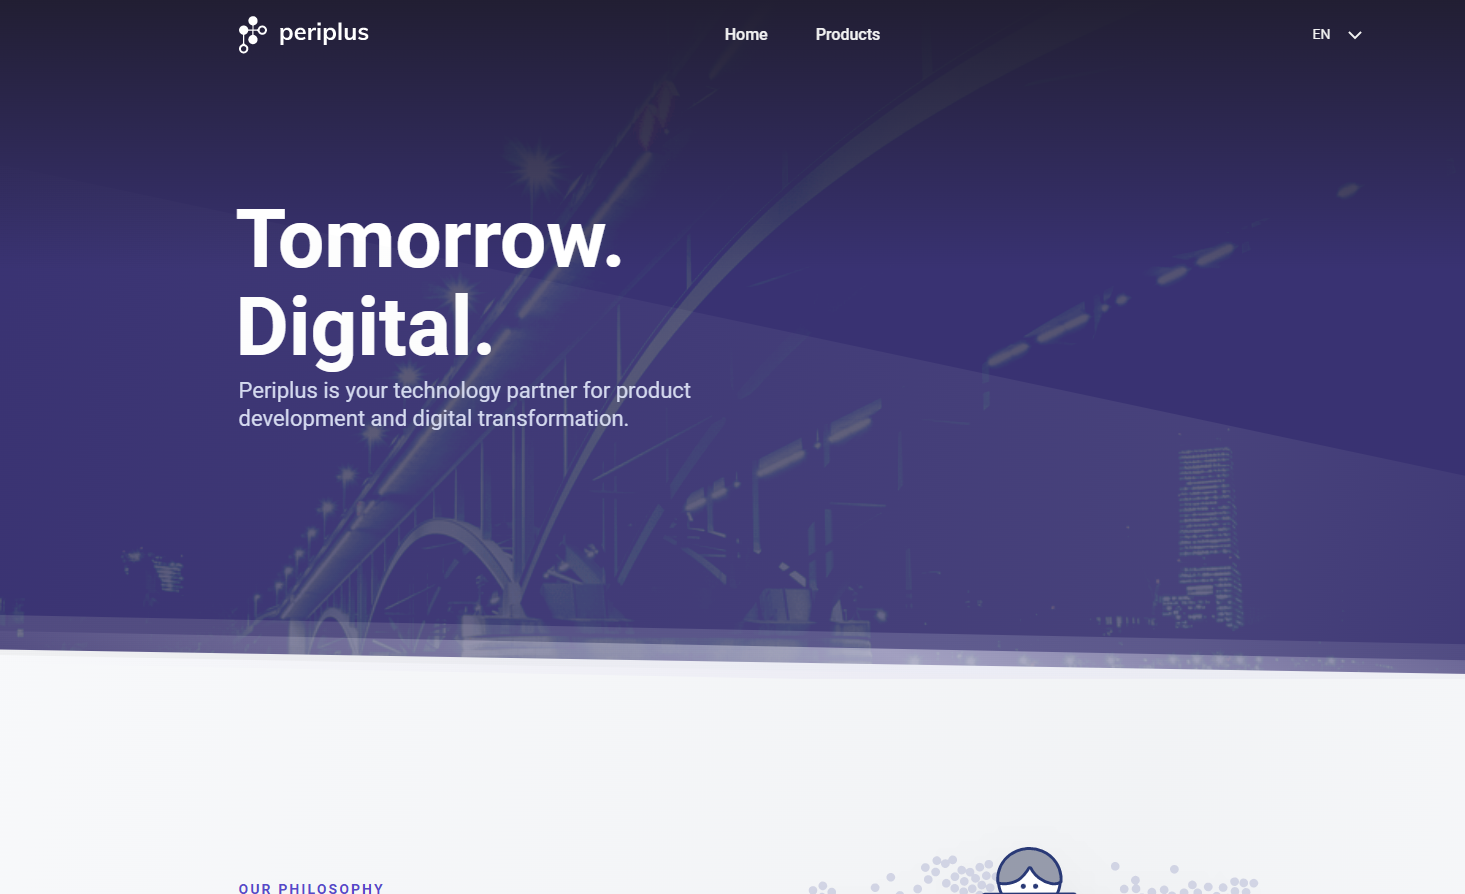 periplus
Home
Products
EN
Tomorrow.
Digital.
Periplus is your technology partner for product
development and digital transformation.
OUR PHILOSOPHY